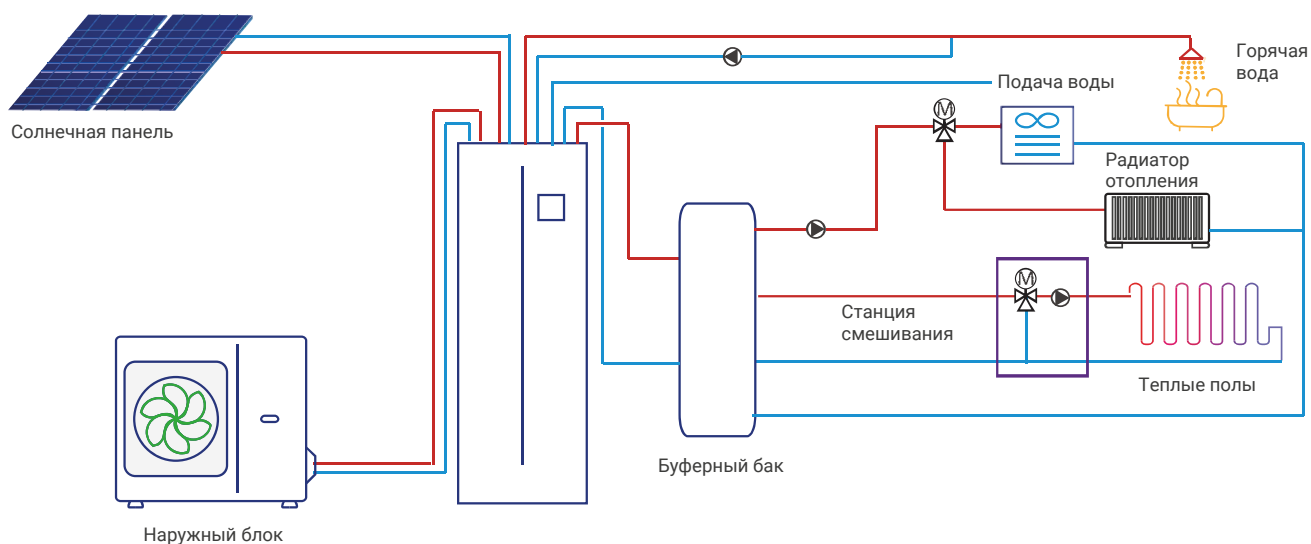 Солнечная панель
Горячая
вода
Подача воды
M
Радиатор
отопления
M
Станция
смешивания
Теплые полы
Буферный бак
Наружный блок